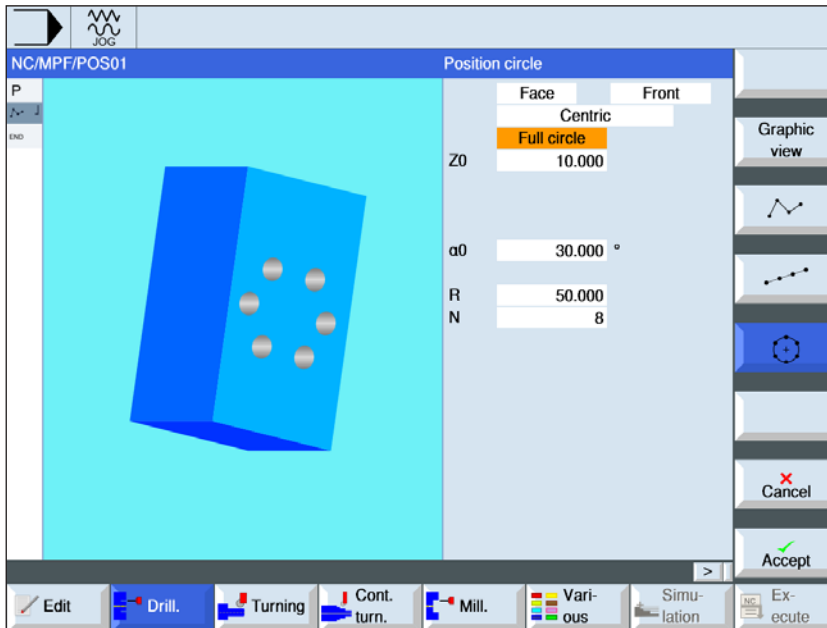 JOG
NC/MPF/POS01
Position circle
P
END
Face Front
Centric
Full circle
Z0 10.000
α0 30.000 °
R 50.000
N 8
Graphic
view
Cancel
Accept
>
Edit
Drill.
Turning
Cont.
turn.
Mill.
Vari-
ous
Simu-
lation
NC
Ex-
ecute